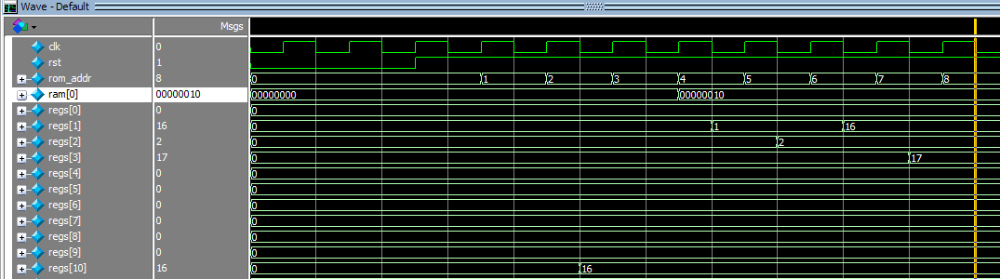 Wave - Default
Msgs
clk 0
rst 1
rom_addr 8 0 1 2 3 4 5 6 7 8
ram[0] 00000010 00000000 00000010
regs[0] 0 0
regs[1] 16 0 1 16
regs[2] 2 0 2
regs[3] 17 0 17
regs[4] 0 0
regs[5] 0 0
regs[6] 0 0
regs[7] 0 0
regs[8] 0 0
regs[9] 0 0
regs[10] 16 0 16